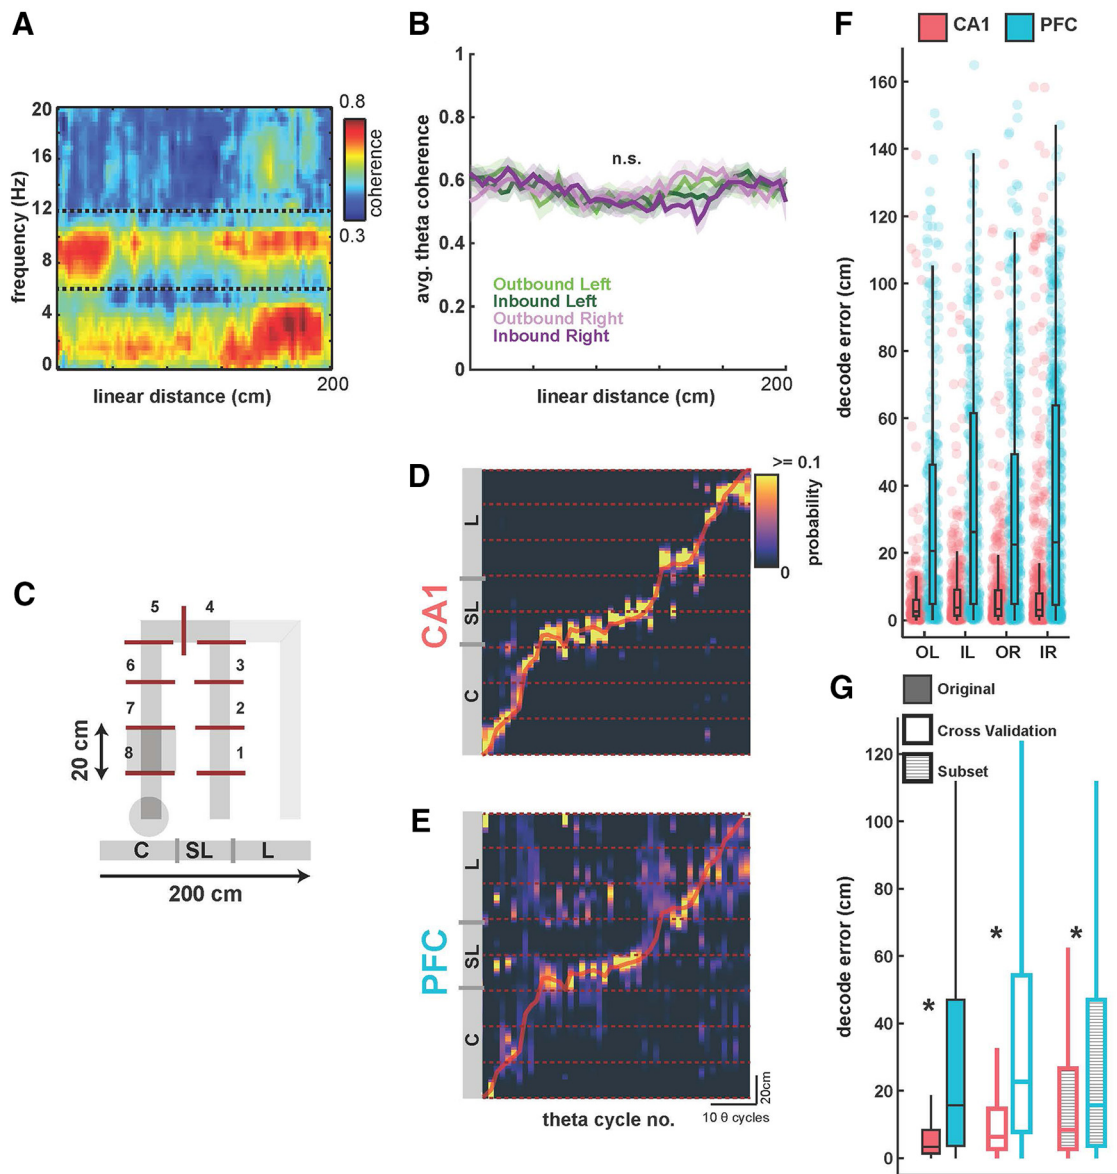 A
20
16
12
8
4
0
frequency (Hz)
200
linear distance (cm)
0.8
coherence
0.3
B
1
0.8
0.6
0.4
0.2
0
avg. theta coherence
n.s.
Outbound Left
Inbound Left
Outbound Right
Inbound Right
200
linear distance (cm)
C
5
4
6
3
7
2
8
1
20 cm
C
SL
L
200 cm
D
CA1
L
SL
C
>= 0.1
probability
0
E
PFC
L
SL
C
theta cycle no.
20cm
10 θ cycles
F
CA1
PFC
160
140
120
100
80
60
40
20
0
decode error (cm)
OL
IL
OR
IR
G
Original
Cross Validation
Subset
120
100
80
60
40
20
0
decode error (cm)
*
*
*